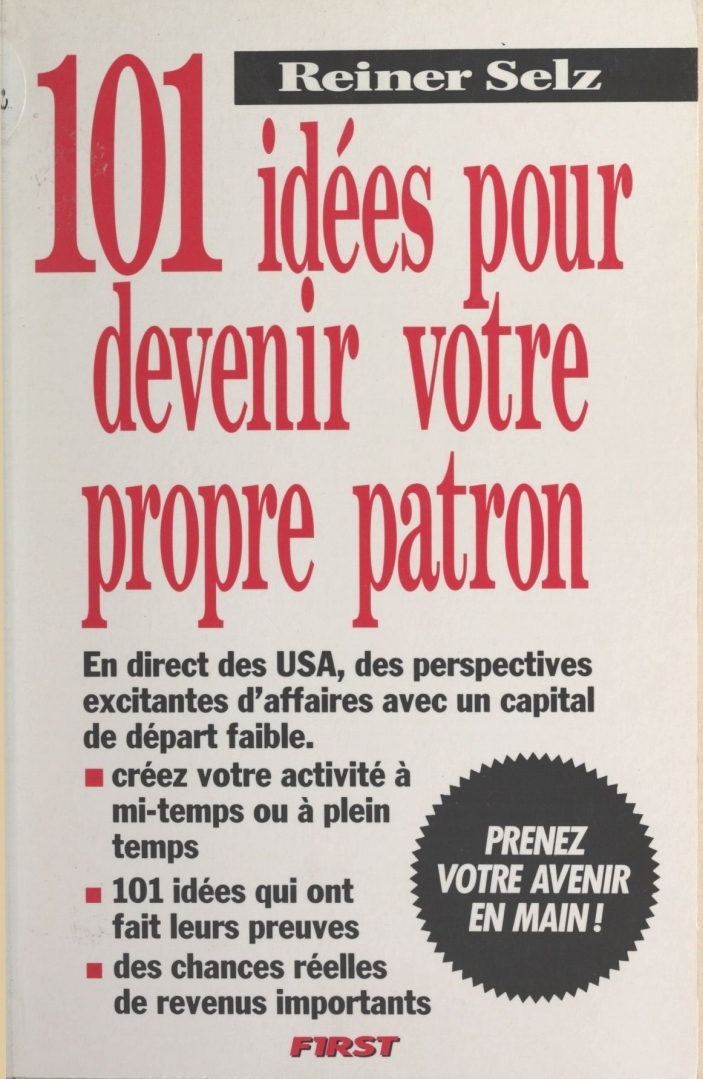 Reiner Selz
101 idées pour
devenir votre
propre patron
En direct des USA, des perspectives
excitantes d'affaires avec un capital
de départ faible.
■ créez votre activité à
mi-temps ou à plein
temps
■ 101 idées qui ont
fait leurs preuves
■ des chances réelles
de revenus importants
PRENEZ
VOTRE AVENIR
EN MAIN !
FIRST